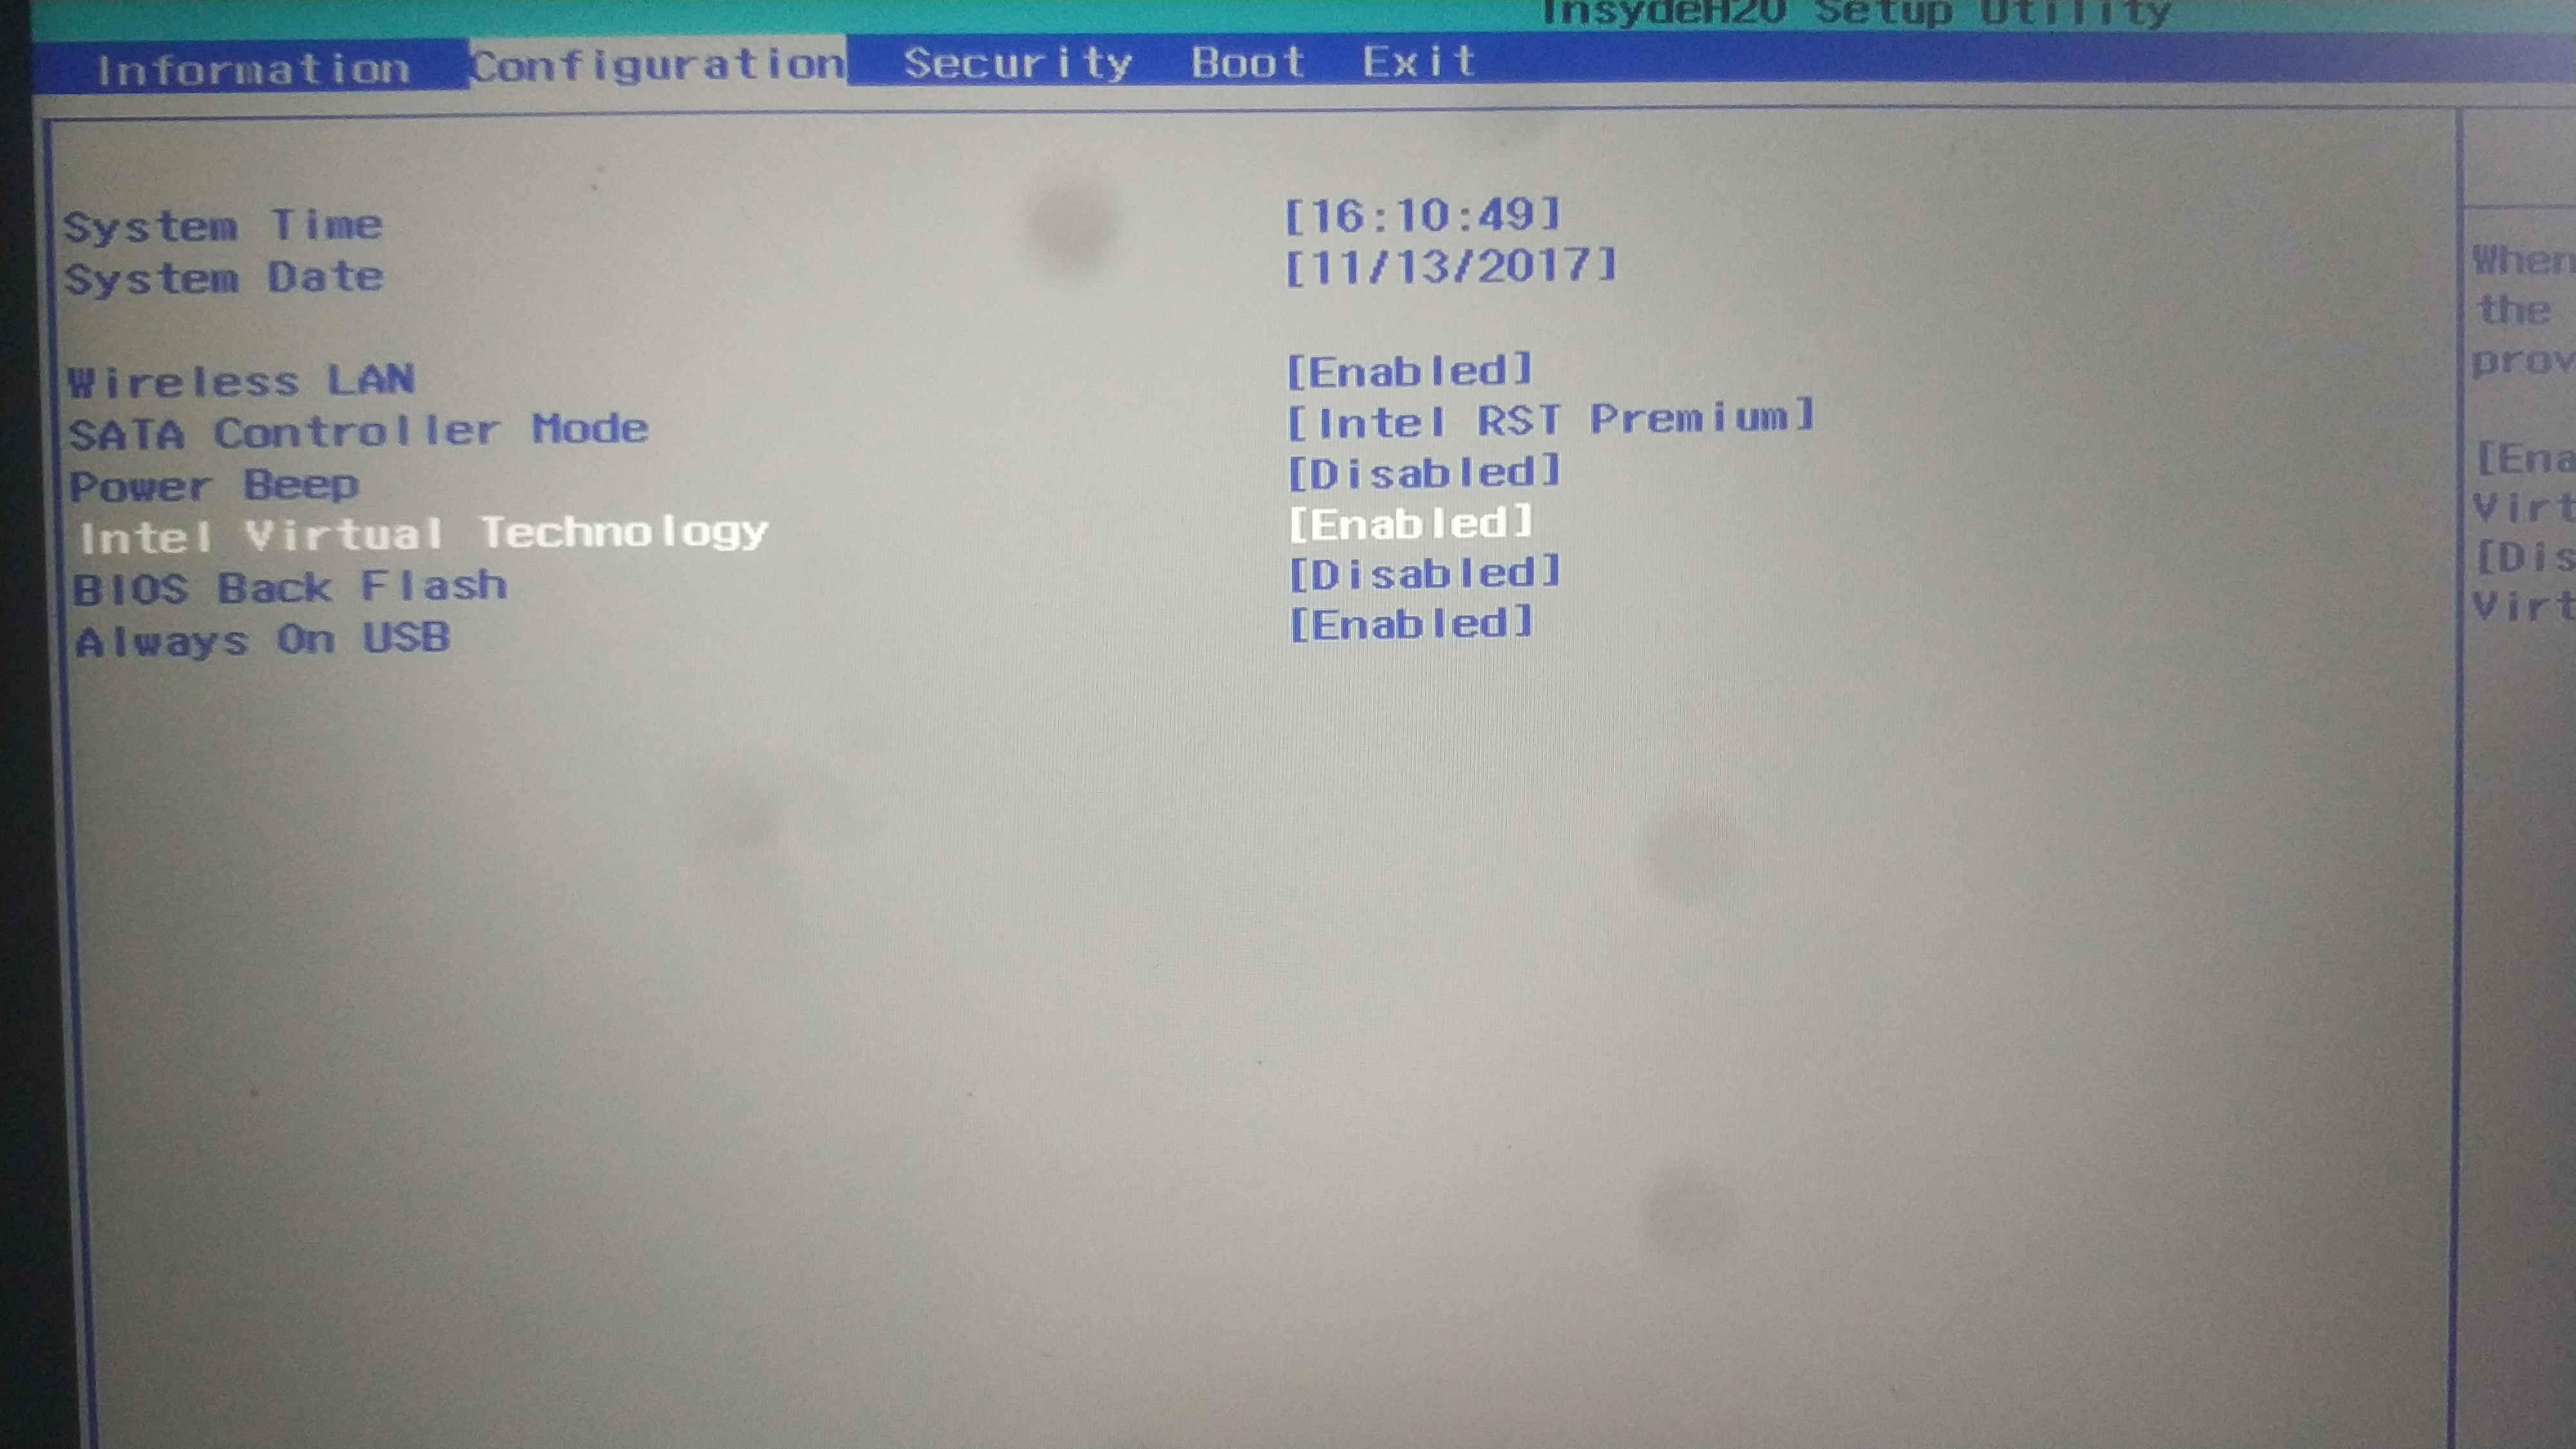 InsydeH2O Setup Utility
Information Configuration Security Boot Exit
System Time [16:10:49]
System Date [11/13/2017]
Wireless LAN [Enabled]
SATA Controller Mode [Intel RST Premium]
Power Beep [Disabled]
Intel Virtual Technology [Enabled]
BIOS Back Flash [Disabled]
Always On USB [Enabled]
When
the
prov
[Ena
Virt
[Dis
Virt